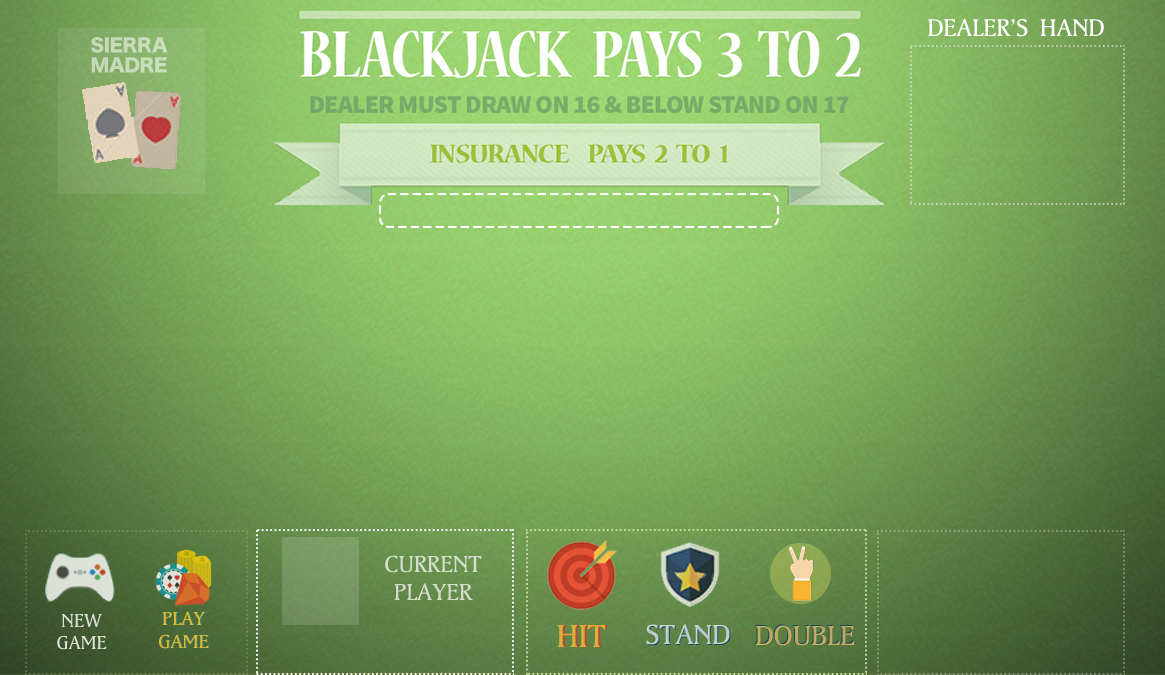 SIERRA
MADRE
A
A
A
A
BLACKJACK PAYS 3 TO 2
DEALER MUST DRAW ON 16 & BELOW STAND ON 17
INSURANCE PAYS 2 TO 1
DEALER'S HAND
NEW
GAME
PLAY
GAME
CURRENT
PLAYER
HIT
STAND
DOUBLE